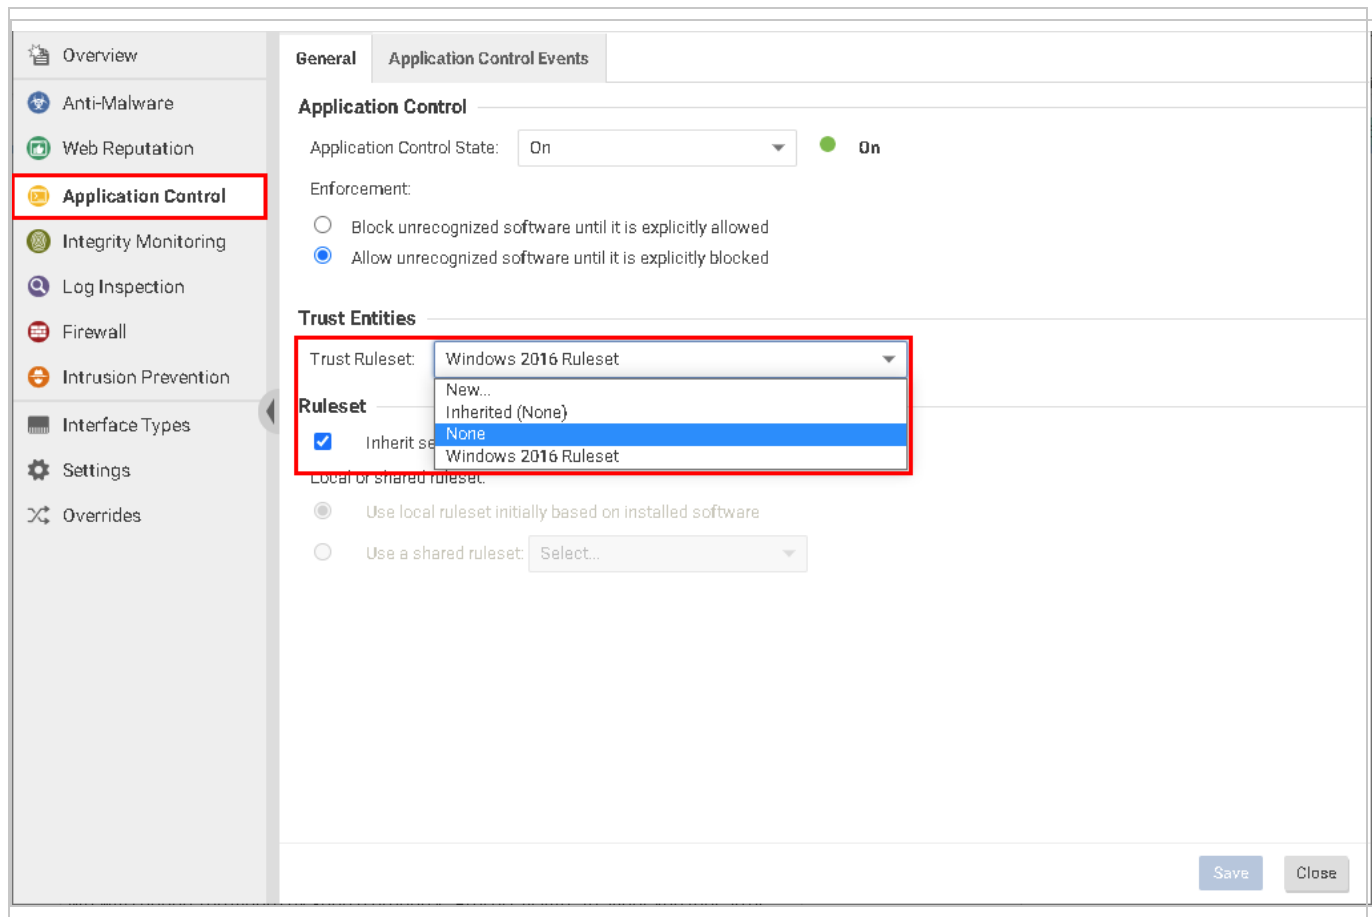 Overview
Anti-Malware
Web Reputation
Application Control
Integrity Monitoring
Log Inspection
Firewall
Intrusion Prevention
Interface Types
Settings
Overrides
General
Application Control Events
Application Control
Application Control State: On On
Enforcement:
Block unrecognized software until it is explicitly allowed
Allow unrecognized software until it is explicitly blocked
Trust Entities
Trust Ruleset: Windows 2016 Ruleset
New...
Inherited (None)
None
Windows 2016 Ruleset
Ruleset
Inherit se
Local or shared ruleset:
Use local ruleset initially based on installed software
Use a shared ruleset: Select...
Save
Close